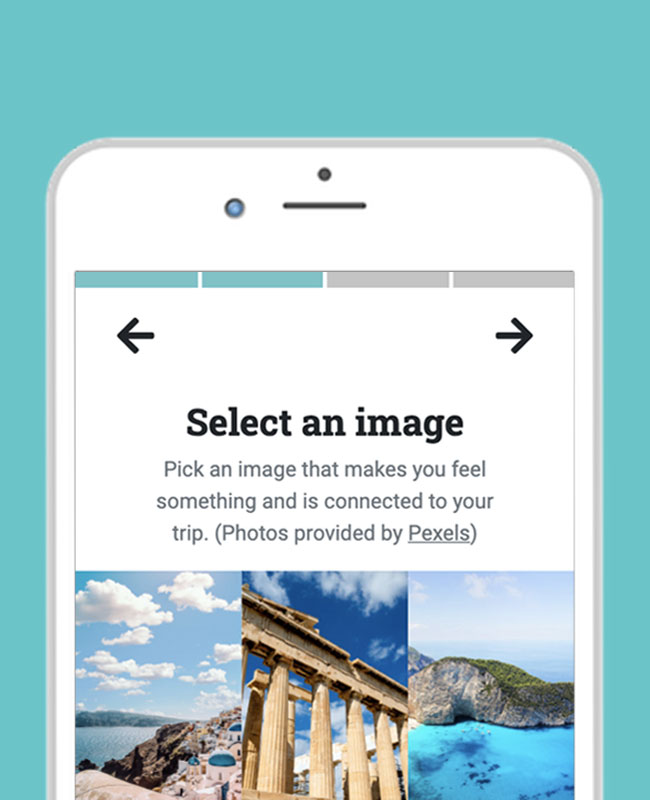 Select an image
Pick an image that makes you feel
something and is connected to your
trip. (Photos provided by Pexels)